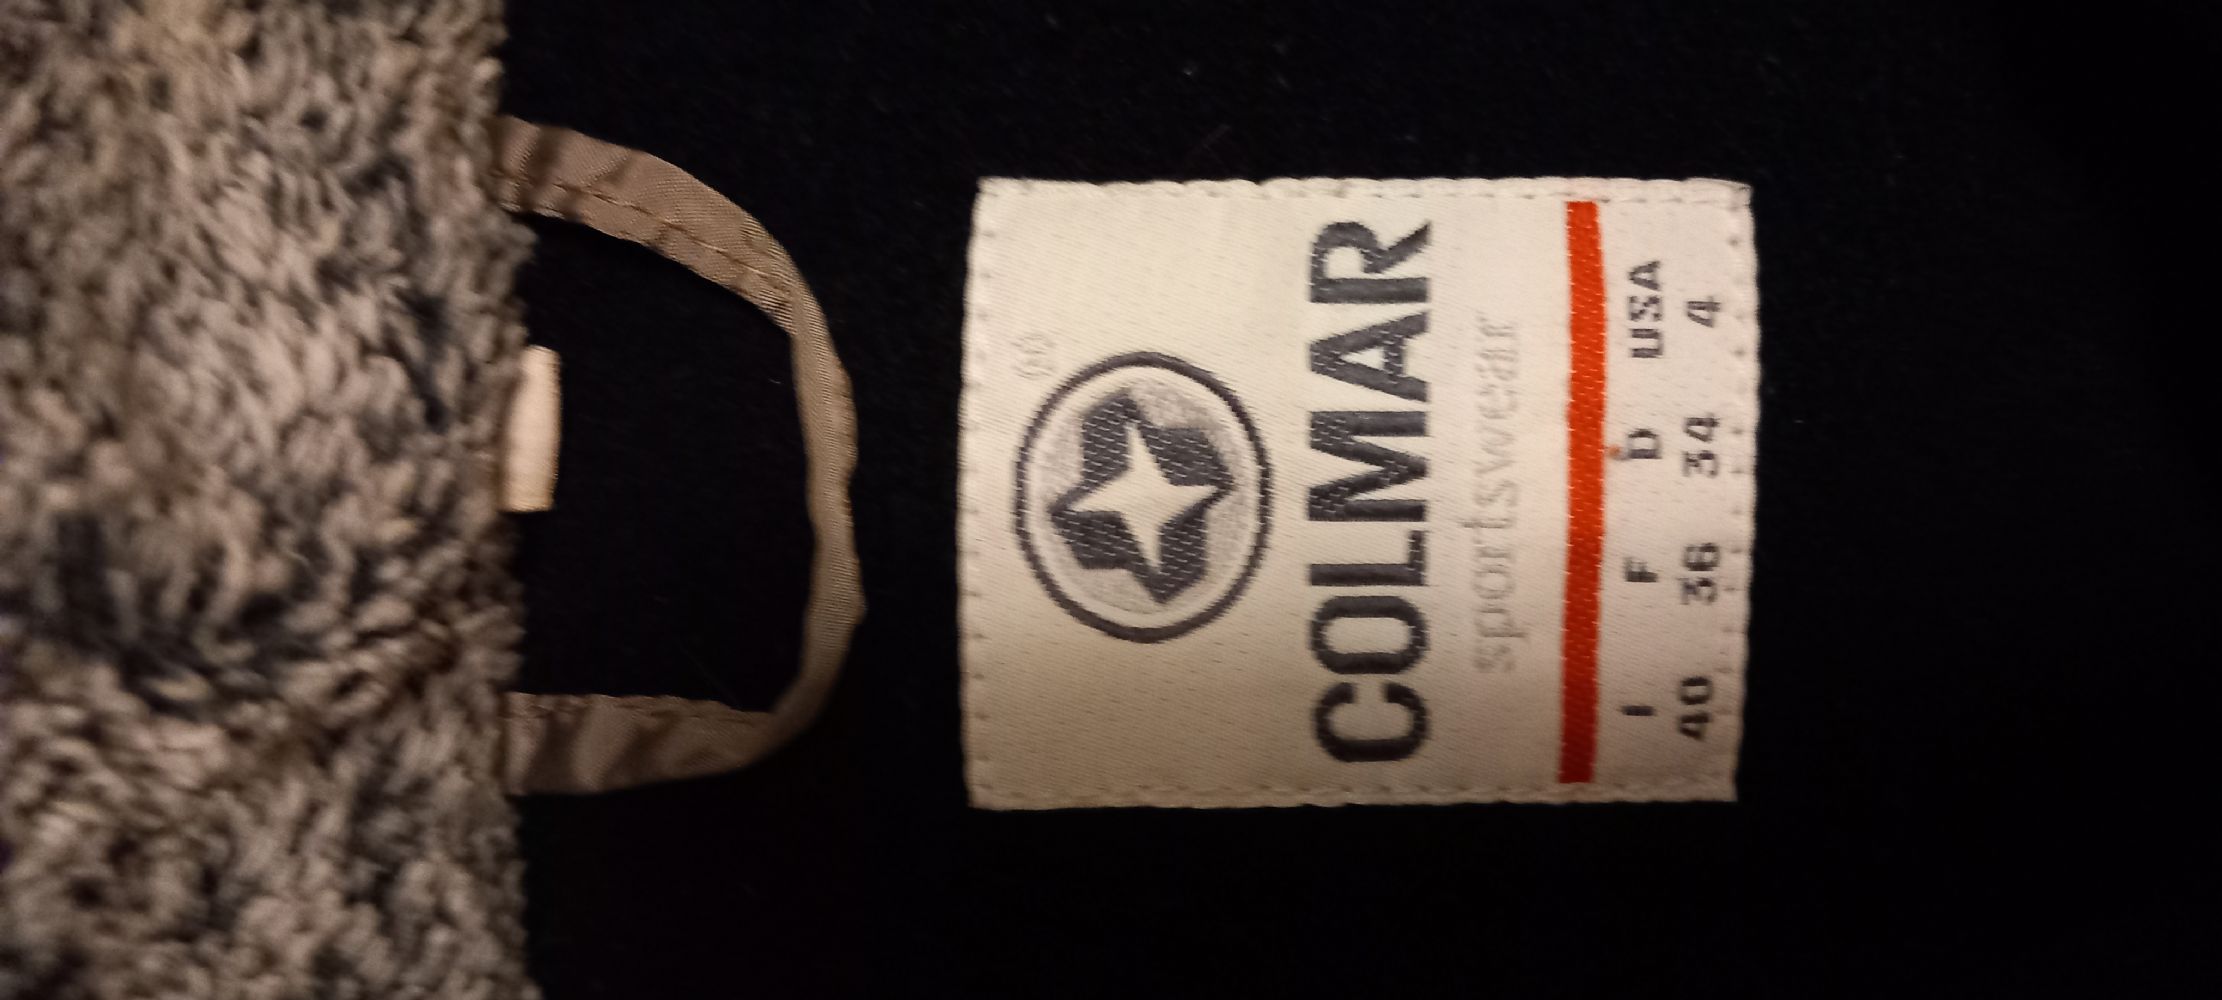 ®
COLMAR
sportswear
I F D USA
40 36 34 4